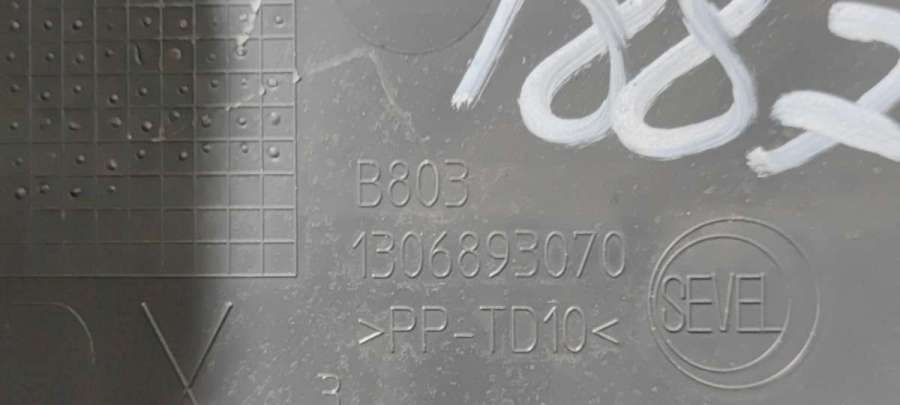 B803
1306893070
>PP-TD10<
SEVEL